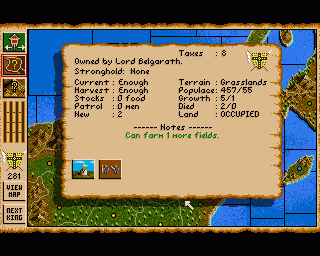 Taxes : 8
Owned by Lord Belgarath.
Stronghold: None
Current : Enough Terrain : Grasslands
Harvest : Enough Populace: 457/55
Stocks : 0 food Growth : 5/1
Patrol : 0 men Died : 2/0
New : 2 Land : OCCUPIED
------ Notes ------
Can farm 1 more fields.
281
VIEW
MAP
NEXT
KING